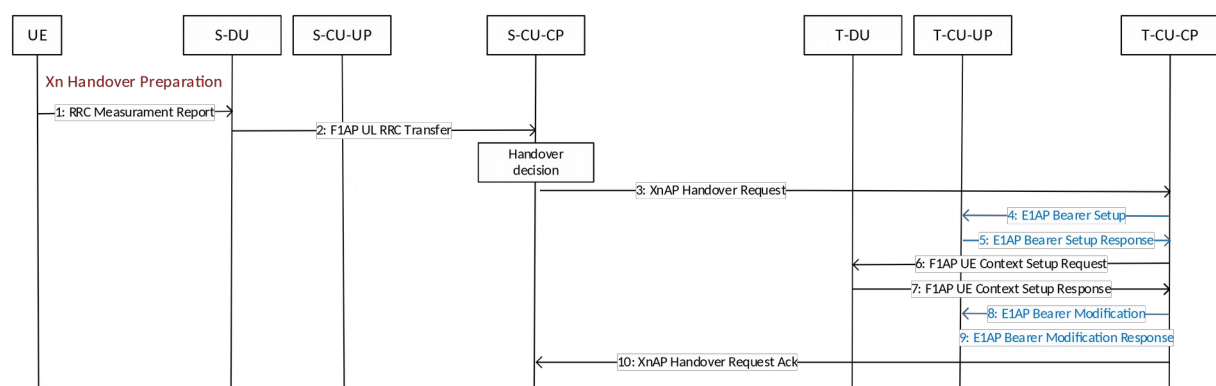 UE
S-DU
S-CU-UP
S-CU-CP
T-DU
T-CU-UP
T-CU-CP
Xn Handover Preparation
1: RRC Measurament Report
2: F1AP UL RRC Transfer
Handover
decision
3: XnAP Handover Request
4: E1AP Bearer Setup
5: E1AP Bearer Setup Response
6: F1AP UE Context Setup Request
7: F1AP UE Context Setup Response
8: E1AP Bearer Modification
9: E1AP Bearer Modification Response
10: XnAP Handover Request Ack